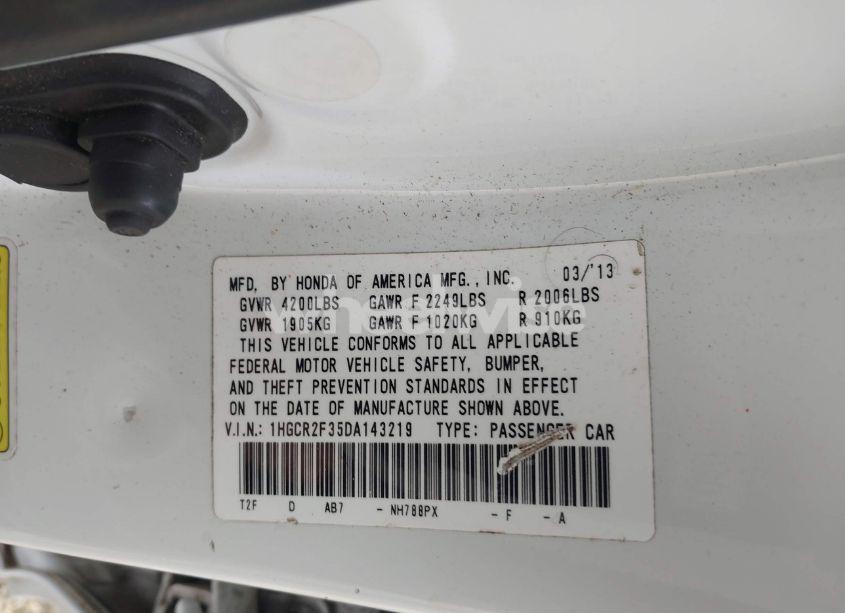 MFD. BY HONDA OF AMERICA MFG., INC. 03/'13
GVWR 4200LBS GAWR F 2249LBS R 2006LBS
GVWR 1905KG GAWR F 1020KG R 910KG
THIS VEHICLE CONFORMS TO ALL APPLICABLE
FEDERAL MOTOR VEHICLE SAFETY, BUMPER,
AND THEFT PREVENTION STANDARDS IN EFFECT
ON THE DATE OF MANUFACTURE SHOWN ABOVE.
V.I.N.: 1HGCR2F35DA143219 TYPE: PASSENGER CAR
T2F D AB7 - NH788PX - F - A